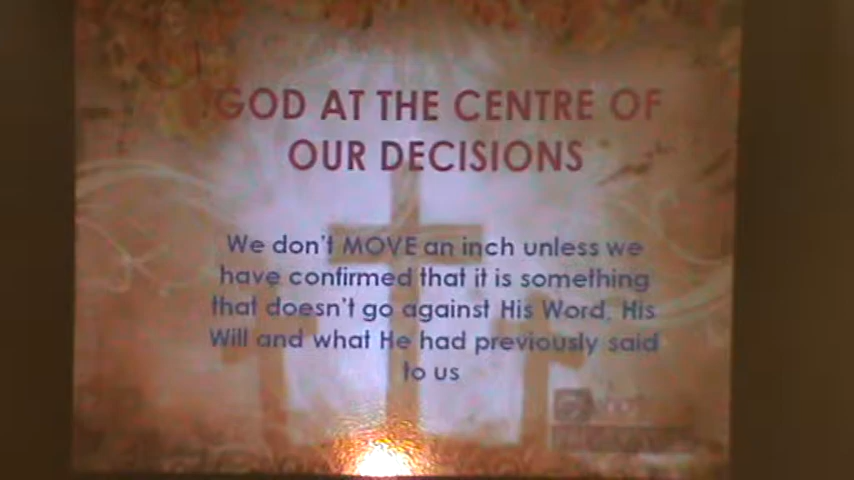 GOD AT THE CENTRE OF
OUR DECISIONS
We don't MOVE an inch unless we
have confirmed that it is something
that doesn't go against His Word, His
Will and what He had previously said
to us